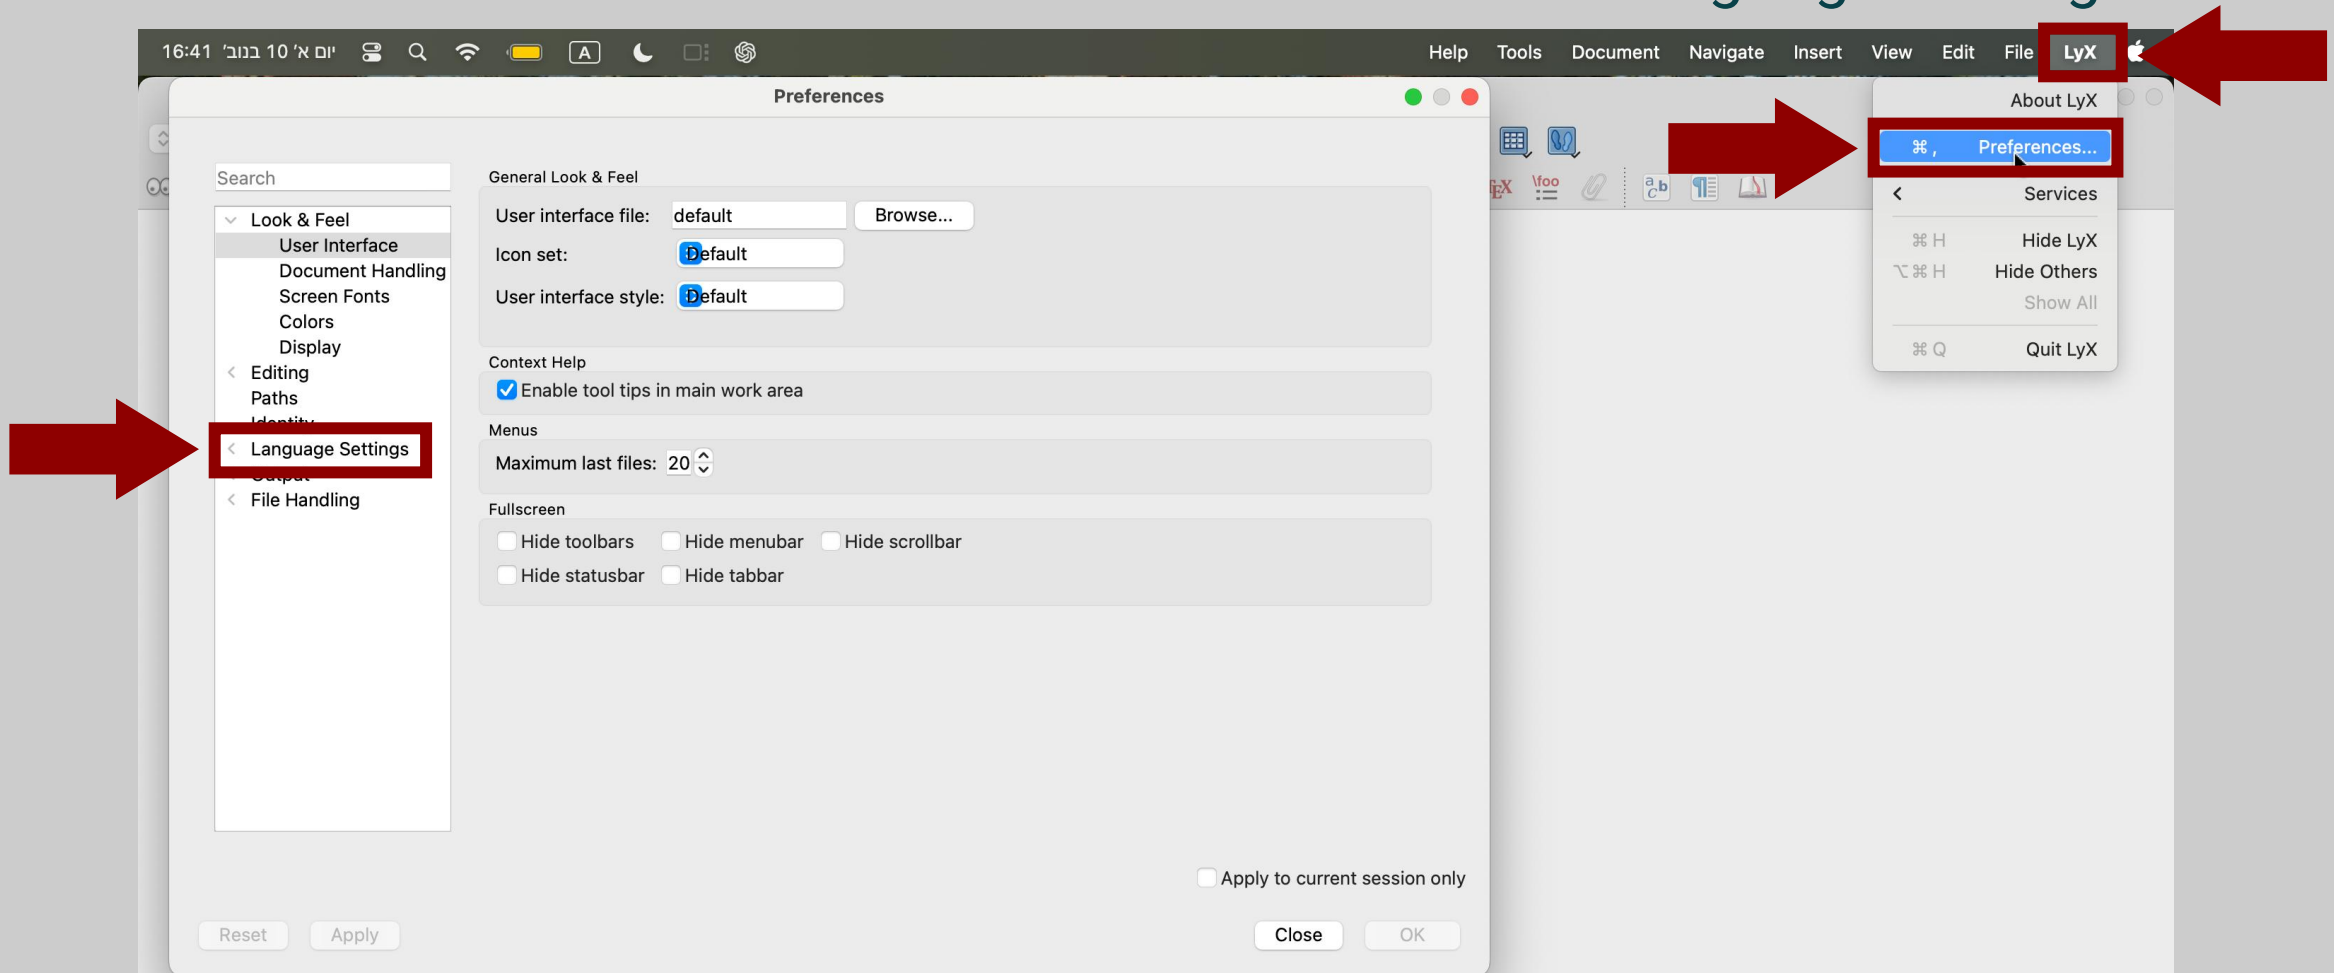 16:41 יום א' 10 בנוב'
A
Help Tools Document Navigate Insert View Edit File LyX
Preferences
Search
Look & Feel
User Interface
Document Handling
Screen Fonts
Colors
Display
Editing
Paths
Identity
Language Settings
Output
File Handling
General Look & Feel
User interface file: default Browse...
Icon set: Default
User interface style: Default
Context Help
Enable tool tips in main work area
Menus
Maximum last files: 20
Fullscreen
Hide toolbars Hide menubar Hide scrollbar
Hide statusbar Hide tabbar
Apply to current session only
Reset Apply Close OK
\foo
About LyX
⌘ , Preferences...
Services
⌘ H Hide LyX
⌥⌘ H Hide Others
Show All
⌘ Q Quit LyX